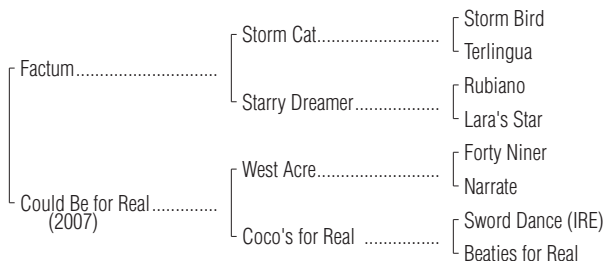 Storm Bird
Storm Cat
Terlingua
Factum
Rubiano
Starry Dreamer
Lara's Star
Forty Niner
West Acre
Narrate
Could Be for Real
(2007)
Sword Dance (IRE)
Coco's for Real
Beaties for Real